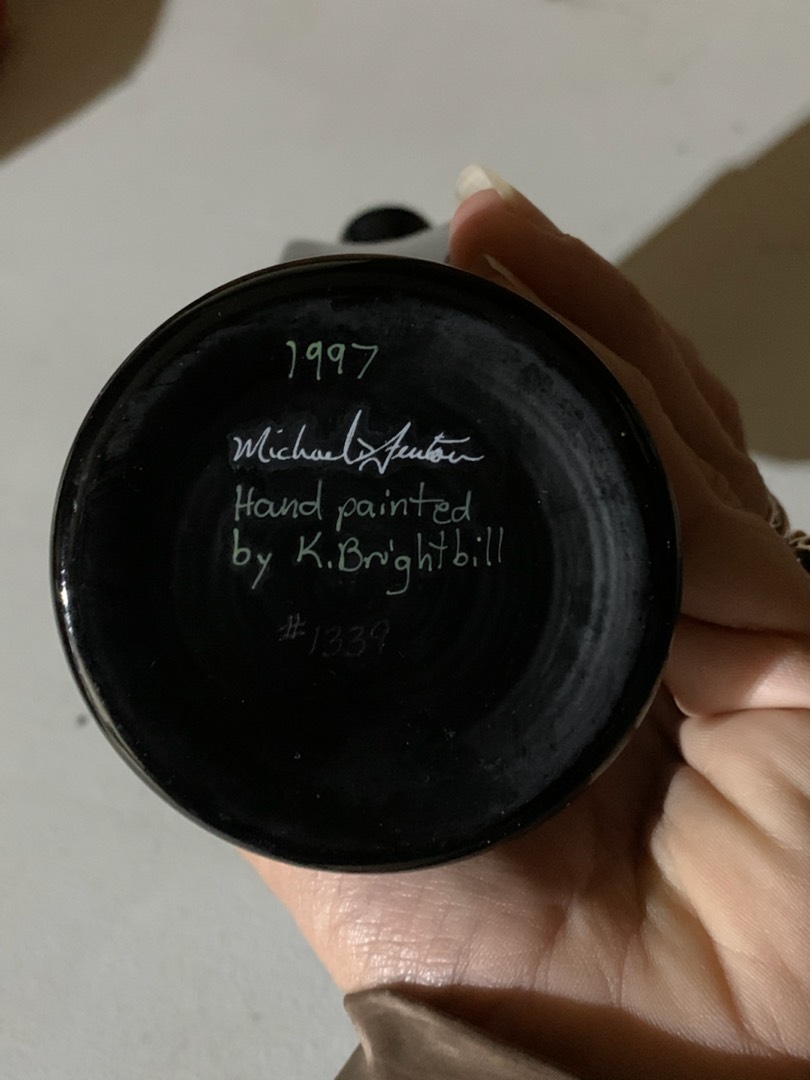 1997
Michael Fenton
Hand painted
by K. Brightbill
#1339